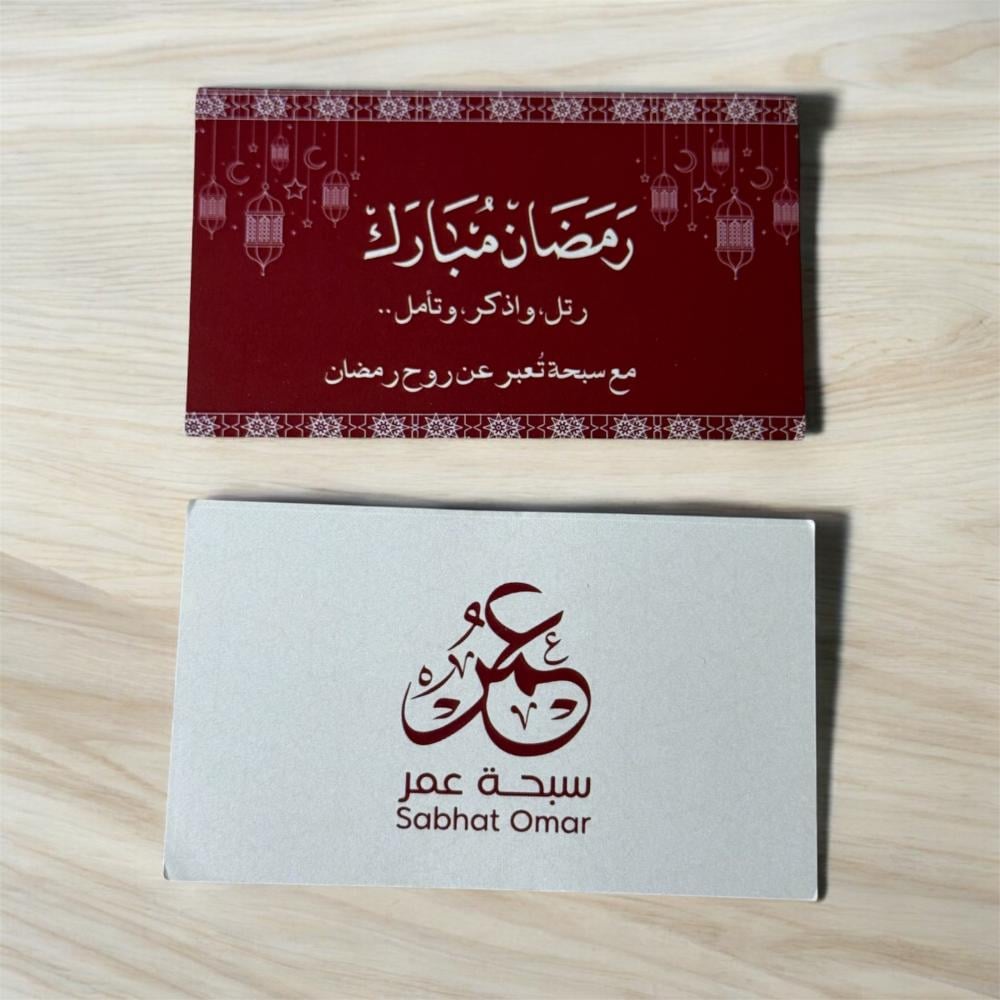 رَمَضَانْ مُبَارَكْ
رتل، واذكر، وتأمل..
مع سبحة تُعبر عن روح رمضان
عمر
سبحة عمر
Sabhat Omar